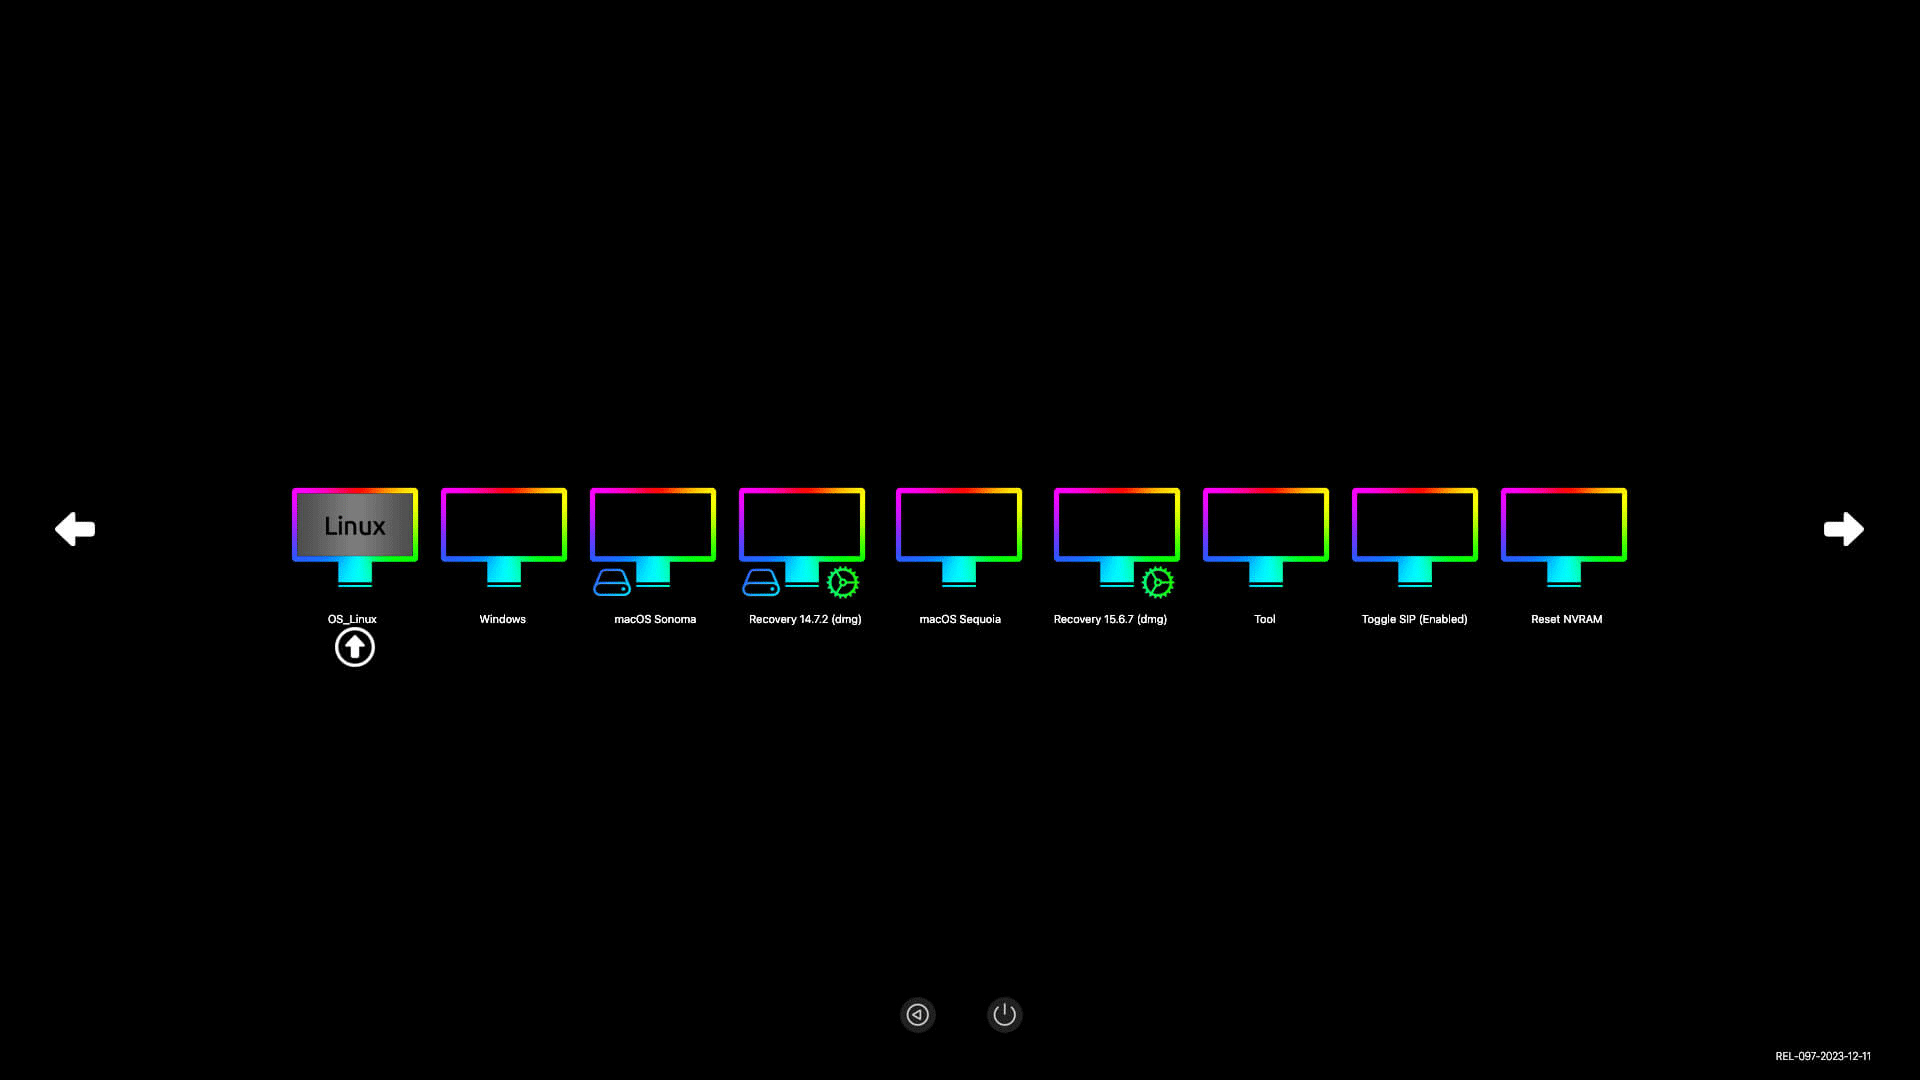 Linux
OS_Linux
Windows
macOS Sonoma
Recovery 14.7.2 (dmg)
macOS Sequoia
Recovery 15.6.7 (dmg)
Tool
Toggle SIP (Enabled)
Reset NVRAM
REL-097-2023-12-11